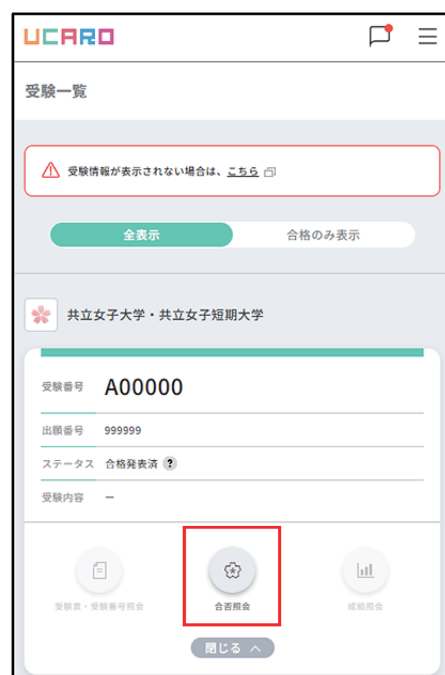 UCARO
受験一覧
受験情報が表示されない場合は、こちら
全表示 合格のみ表示
共立女子大学・共立女子短期大学
受験番号 A00000
出願番号 999999
ステータス 合格発表済 ?
受験内容 ー
受験票・受験番号照会 合否照会 成績照会
閉じる